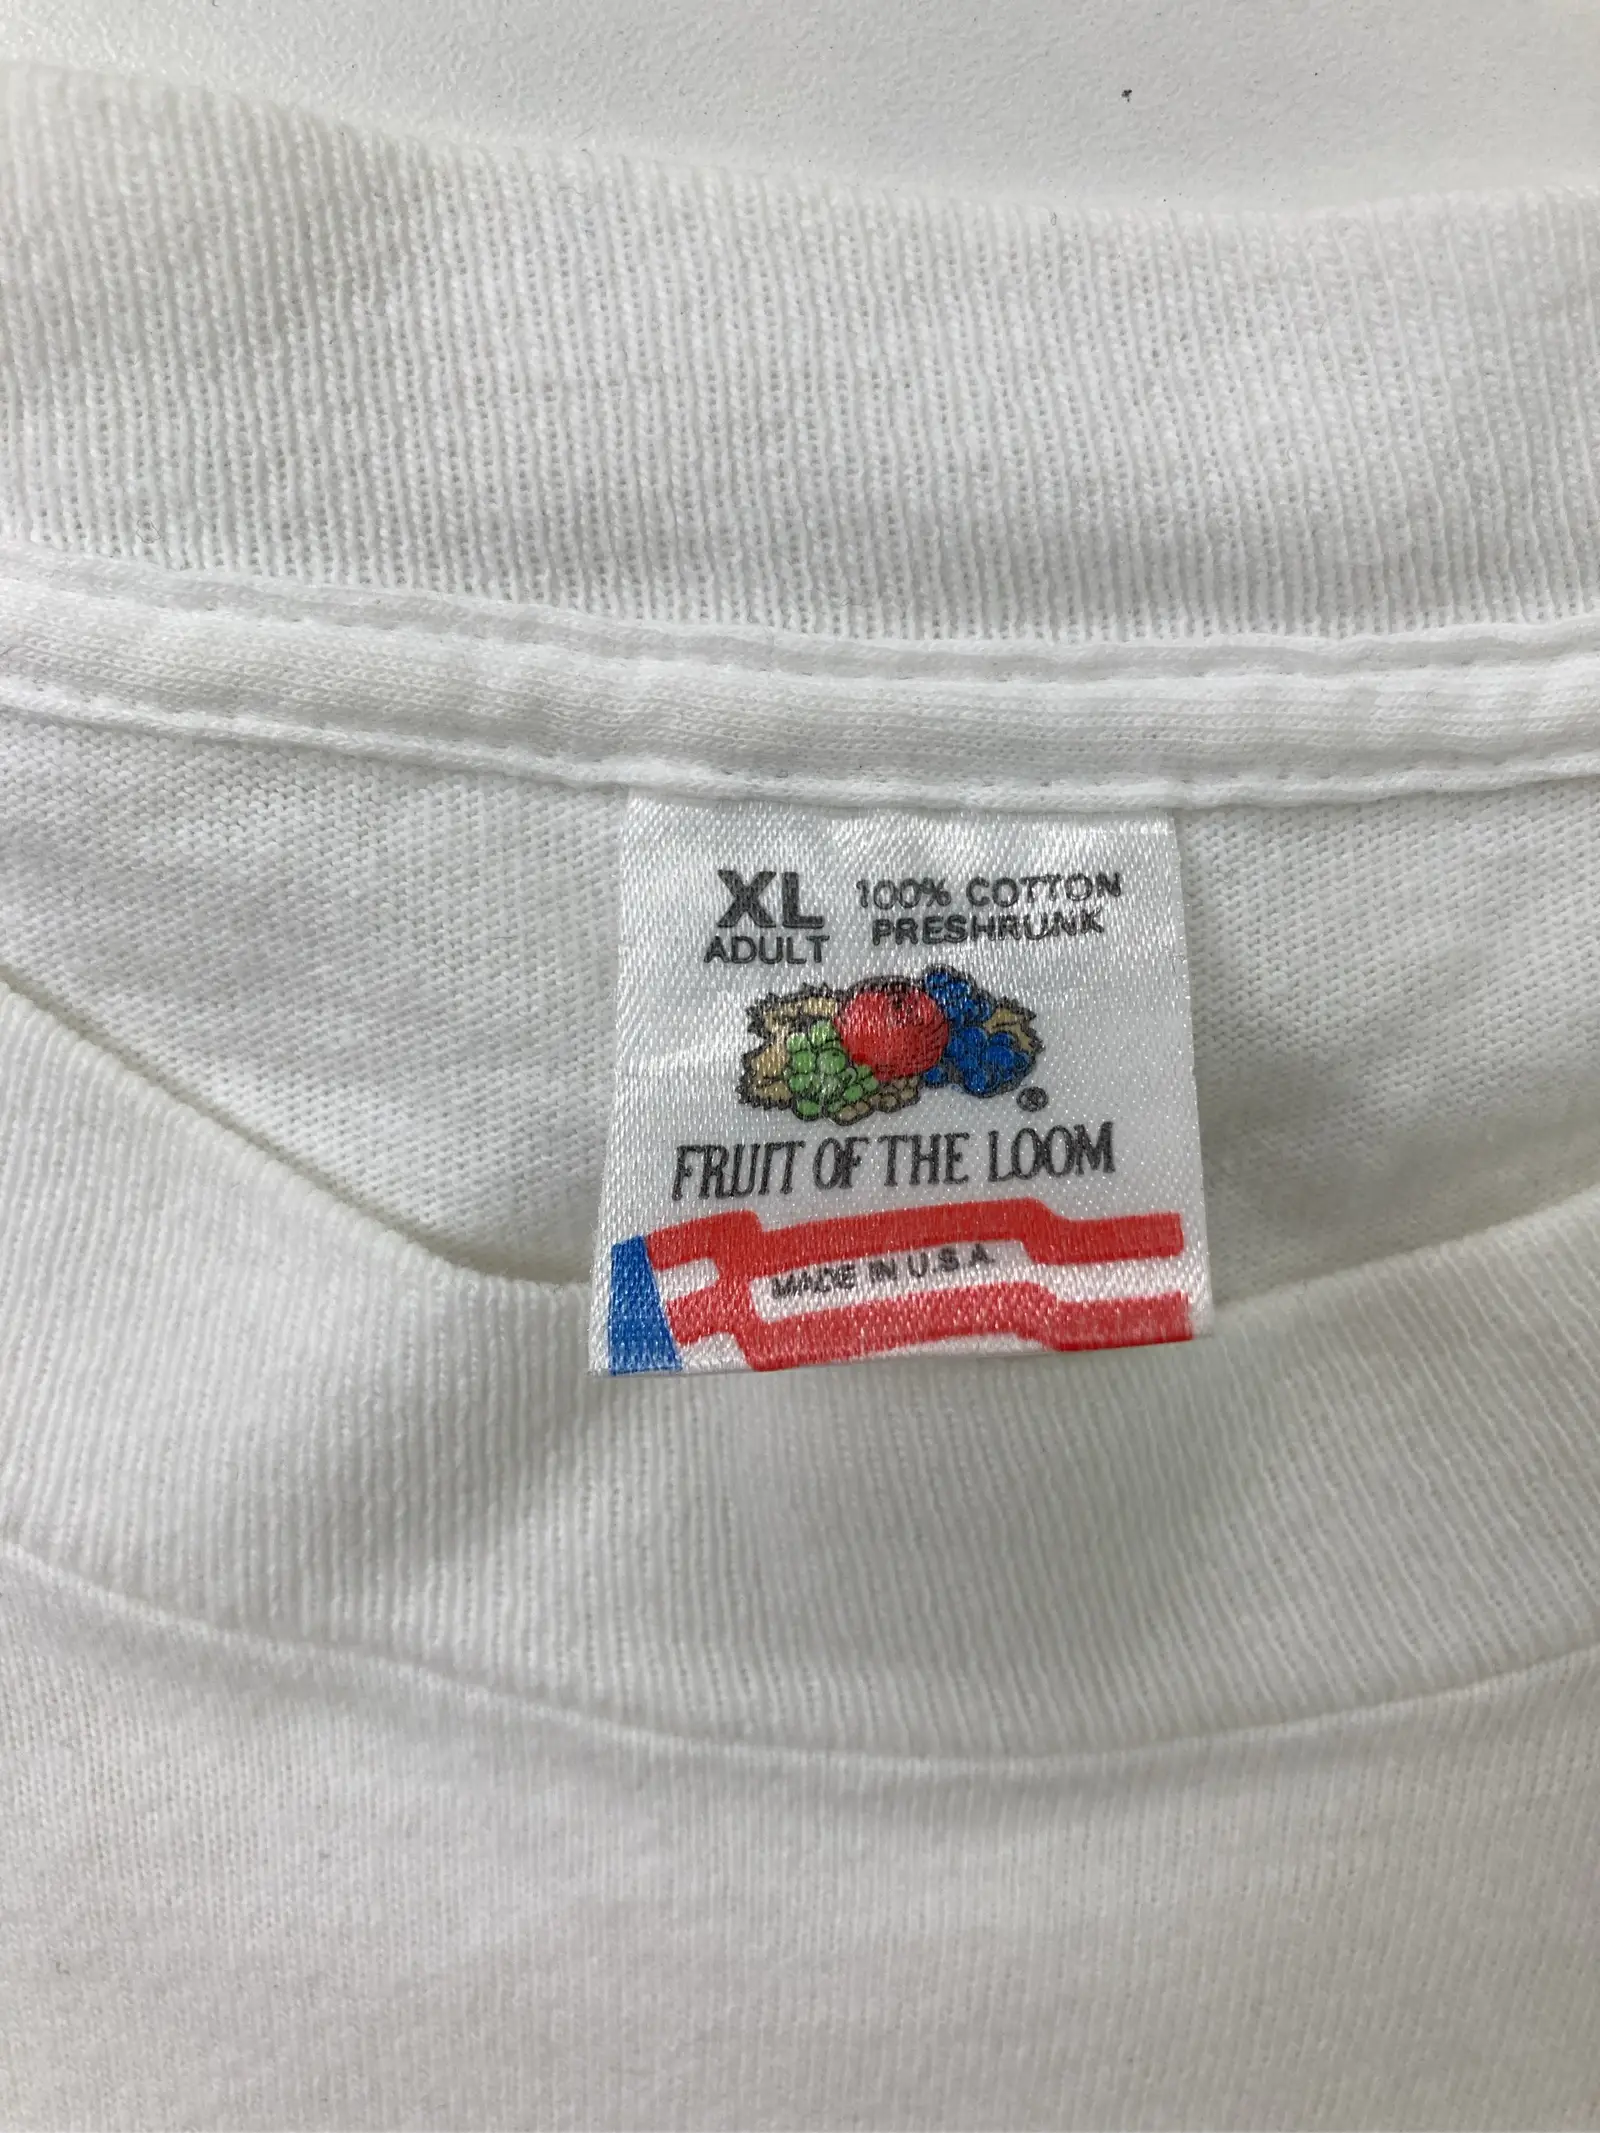 XL
ADULT
100% COTTON
PRESHRUNK
®
FRUIT OF THE LOOM
MADE IN U.S.A.